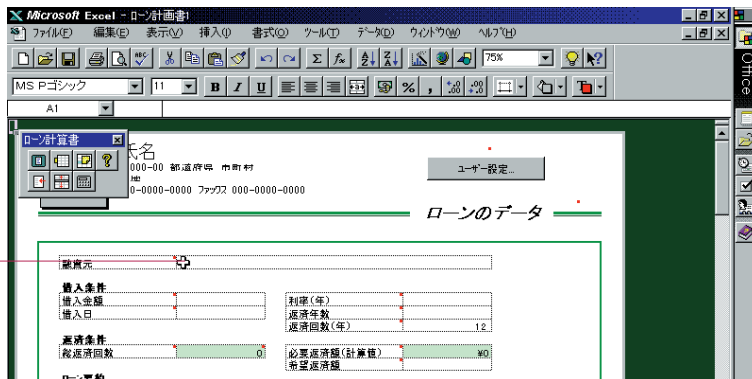 Microsoft Excel - ローン計画書1
ファイル(F) 編集(E) 表示(V) 挿入(I) 書式(O) ツール(T) データ(D) ウィンドウ(W) ヘルプ(H)
75%
MS Pゴシック 11 B I U % ,
A1
Office
ローン計算書
氏名
000-00 都道府県 市町村
地
0-0000-0000 ファックス 000-0000-0000
ユーザー設定...
ローンのデータ
融資元
借入条件
借入金額 利率(年)
借入日 返済年数
返済回数(年) 12
返済条件
総返済回数 0 必要返済額(計算値) ¥0
希望返済額
ローン要約